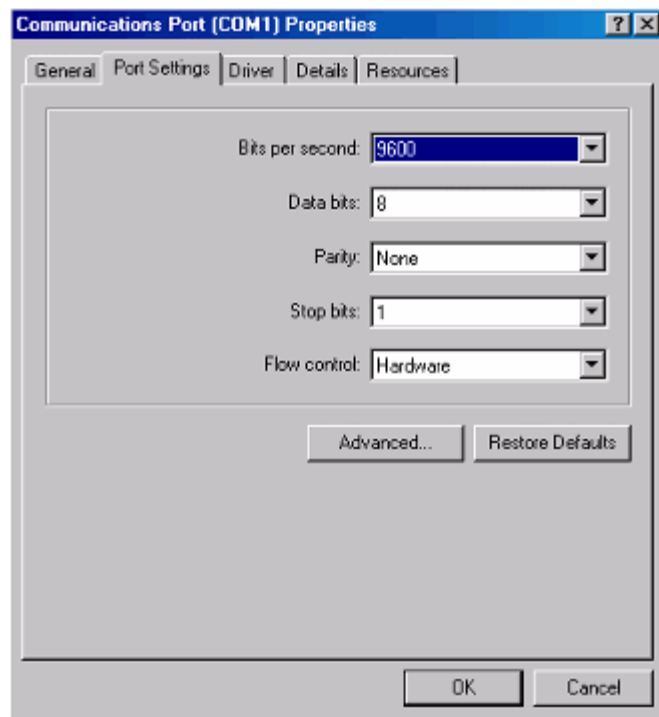 Communications Port (COM1) Properties
General Port Settings Driver Details Resources
Bits per second: 9600
Data bits: 8
Parity: None
Stop bits: 1
Flow control: Hardware
Advanced... Restore Defaults
OK Cancel